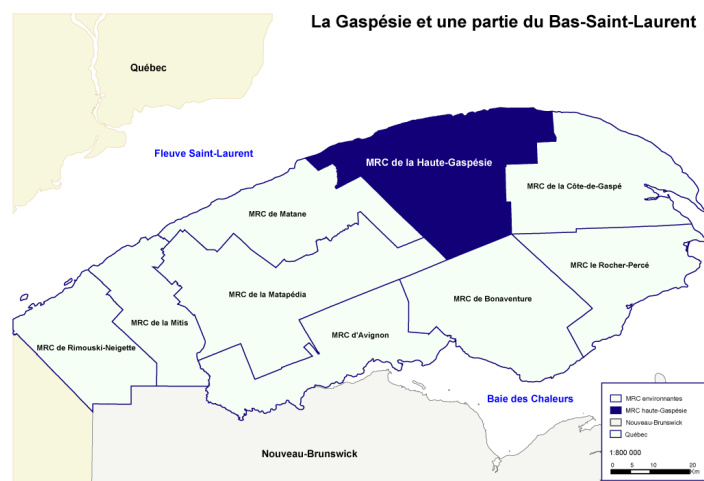 La Gaspésie et une partie du Bas-Saint-Laurent
Québec
Fleuve Saint-Laurent
MRC de la Haute-Gaspésie
MRC de la Côte-de-Gaspé
MRC de Matane
MRC le Rocher-Percé
MRC de la Matapédia
MRC de Bonaventure
MRC de la Mitis
MRC d'Avignon
MRC de Rimouski-Neigette
Baie des Chaleurs
Nouveau-Brunswick
MRC environnantes
MRC haute-Gaspésie
Nouveau-Brunswick
Québec
1:800 000
0 5 10 20
Km